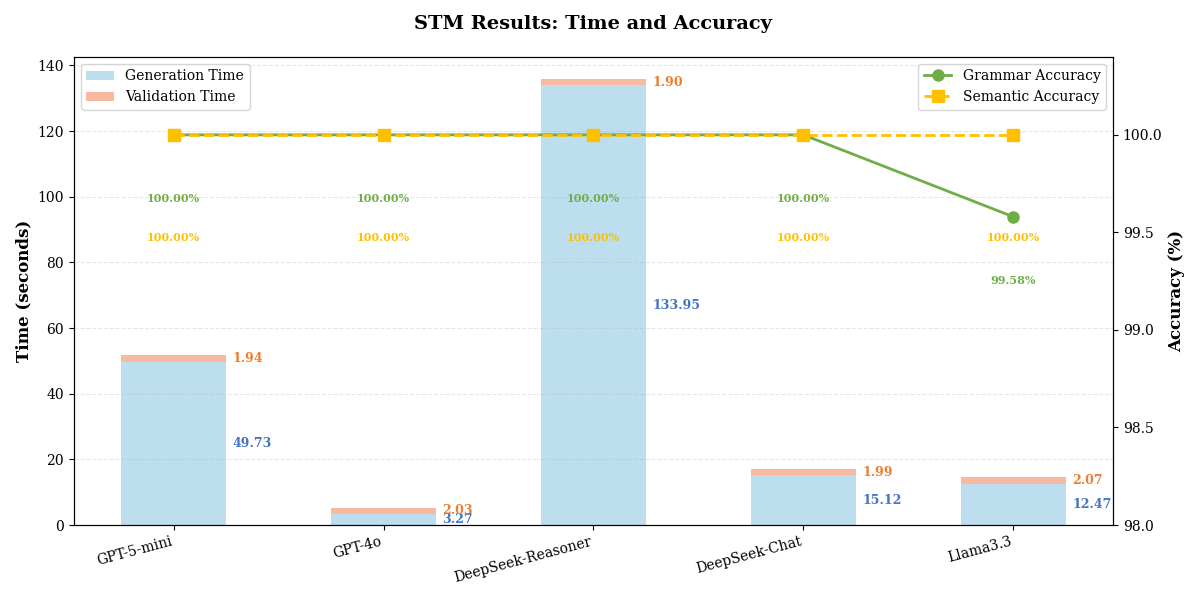 STM Results: Time and Accuracy
Generation Time
Validation Time
Grammar Accuracy
Semantic Accuracy
Time (seconds)
140
120
100
80
60
40
20
0
Accuracy (%)
100.0
99.5
99.0
98.5
98.0
100.00%
100.00%
100.00%
100.00%
100.00%
100.00%
100.00%
100.00%
100.00%
99.58%
1.94
49.73
2.03
3.27
1.90
133.95
1.99
15.12
2.07
12.47
GPT-5-mini
GPT-4o
DeepSeek-Reasoner
DeepSeek-Chat
Llama3.3